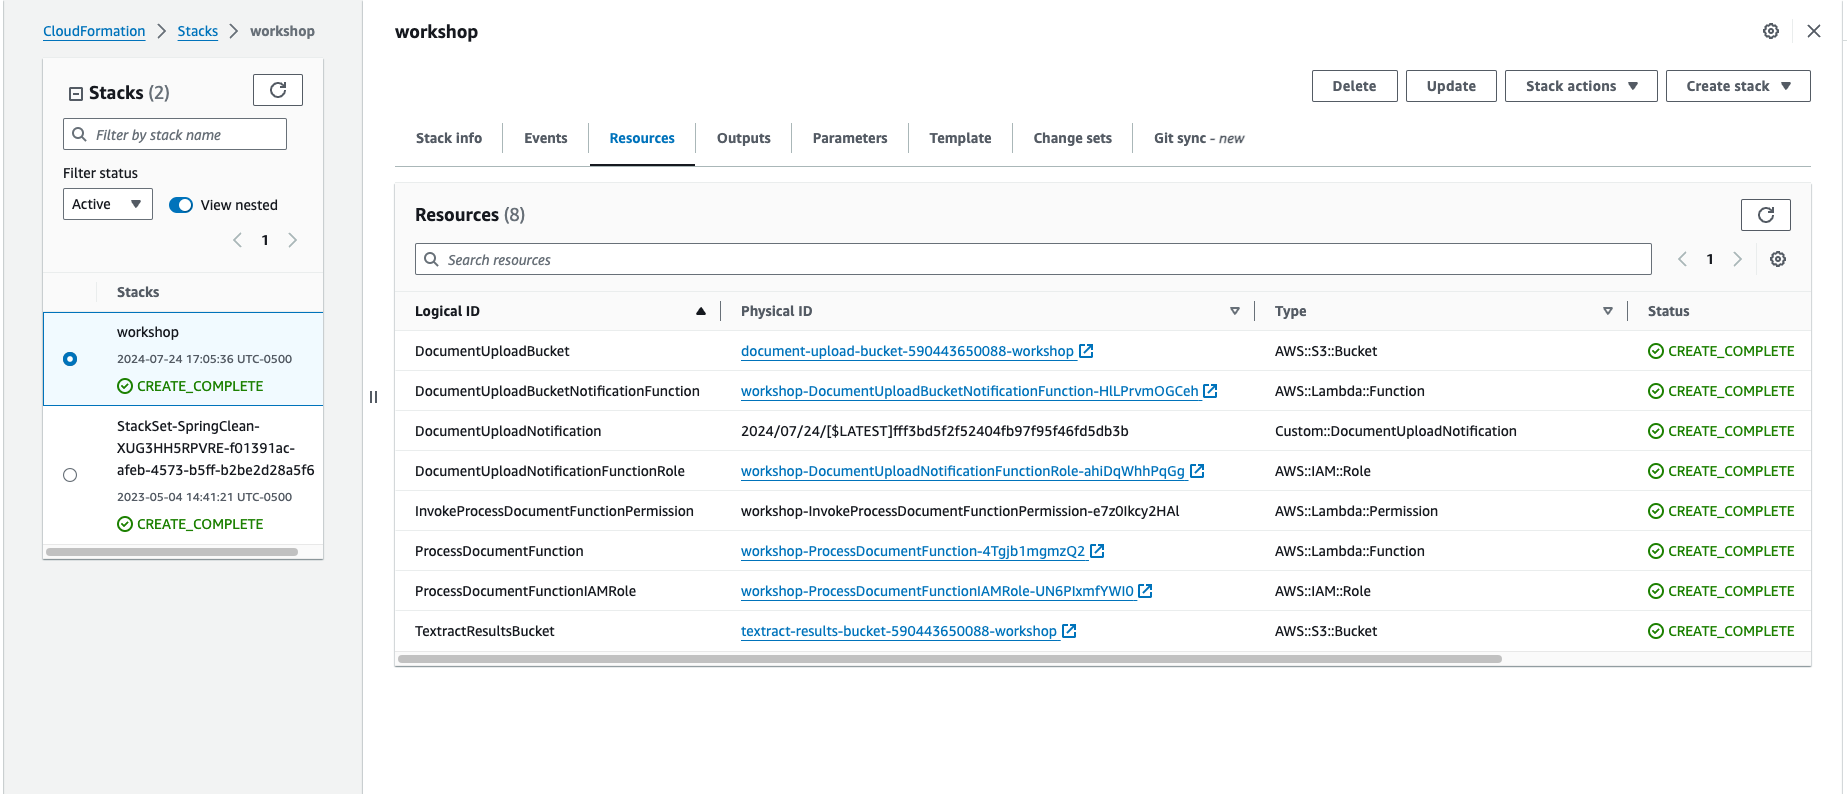 CloudFormation > Stacks > workshop
Stacks (2)
Filter by stack name
Filter status
Active
View nested
1
Stacks
workshop
2024-07-24 17:05:36 UTC-0500
CREATE_COMPLETE
StackSet-SpringClean-
XUG3HH5RPVRE-f01391ac-
afeb-4573-b5ff-b2be2d28a5f6
2023-05-04 14:41:21 UTC-0500
CREATE_COMPLETE
workshop
Delete Update Stack actions Create stack
Stack info Events Resources Outputs Parameters Template Change sets Git sync - new
Resources (8)
Search resources
1
Logical ID Physical ID Type Status
DocumentUploadBucket document-upload-bucket-590443650088-workshop AWS::S3::Bucket CREATE_COMPLETE
DocumentUploadBucketNotificationFunction workshop-DocumentUploadBucketNotificationFunction-HlLPrvmOGCeh AWS::Lambda::Function CREATE_COMPLETE
DocumentUploadNotification 2024/07/24/[$LATEST]fff3bd5f2f52404fb97f95f46fd5db3b Custom::DocumentUploadNotification CREATE_COMPLETE
DocumentUploadNotificationFunctionRole workshop-DocumentUploadNotificationFunctionRole-ahiDqWhhPqGg AWS::IAM::Role CREATE_COMPLETE
InvokeProcessDocumentFunctionPermission workshop-InvokeProcessDocumentFunctionPermission-e7z0Ikcy2HAl AWS::Lambda::Permission CREATE_COMPLETE
ProcessDocumentFunction workshop-ProcessDocumentFunction-4Tgjb1mgmzQ2 AWS::Lambda::Function CREATE_COMPLETE
ProcessDocumentFunctionIAMRole workshop-ProcessDocumentFunctionIAMRole-UN6PIxmfYWI0 AWS::IAM::Role CREATE_COMPLETE
TextractResultsBucket textract-results-bucket-590443650088-workshop AWS::S3::Bucket CREATE_COMPLETE